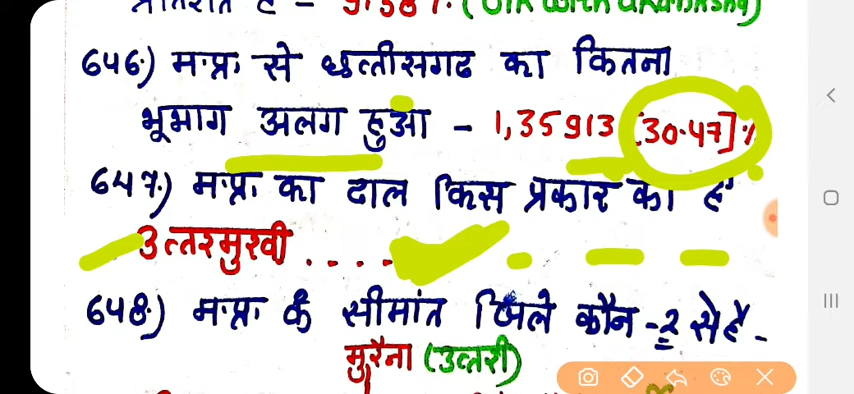 646.) म.प्र. से छत्तीसगढ का कितना
भूभाग अलग हुआ - 1,35913 [30.47]%
647.) म.प्र. का ढाल किस प्रकार का है
उत्तरमुखी . . . . .
648.) म.प्र. के सीमांत जिले कौन-2 से है -
मुरैना (उत्तरी)